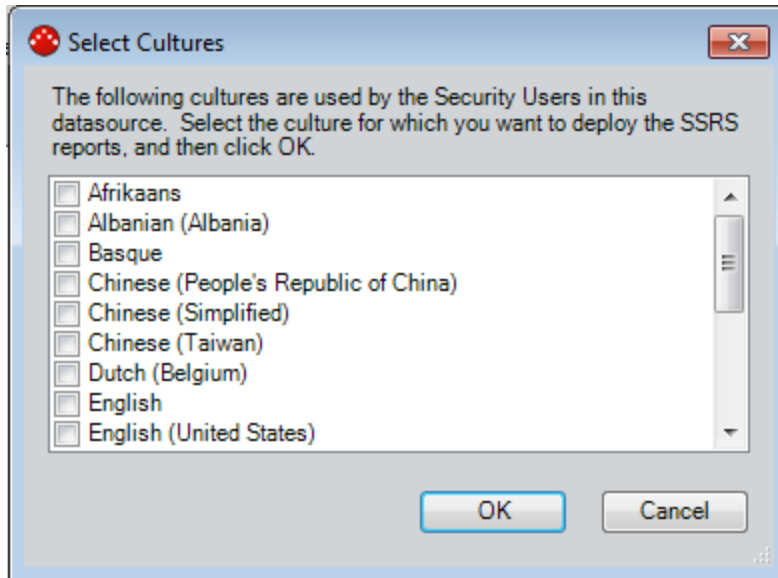 Select Cultures
The following cultures are used by the Security Users in this
datasource.  Select the culture for which you want to deploy the SSRS
reports, and then click OK.
Afrikaans
Albanian (Albania)
Basque
Chinese (People's Republic of China)
Chinese (Simplified)
Chinese (Taiwan)
Dutch (Belgium)
English
English (United States)
OK
Cancel